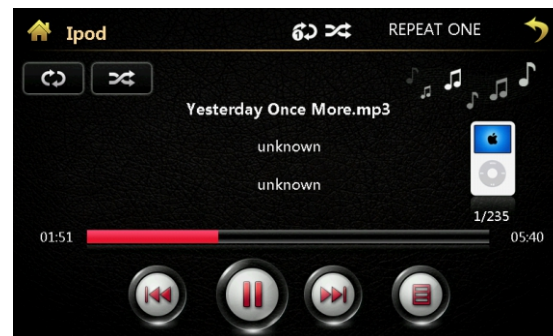 Ipod
REPEAT ONE
Yesterday Once More.mp3
unknown
unknown
1/235
01:51
05:40